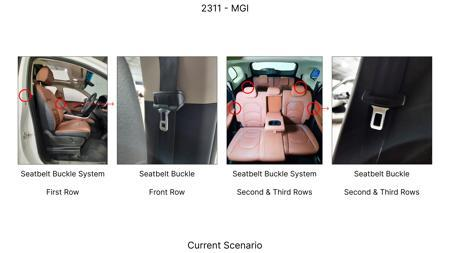 2311 - MGI
Seatbelt Buckle System
First Row
Seatbelt Buckle
Front Row
Seatbelt Buckle System
Second & Third Rows
Seatbelt Buckle
Second & Third Rows
Current Scenario